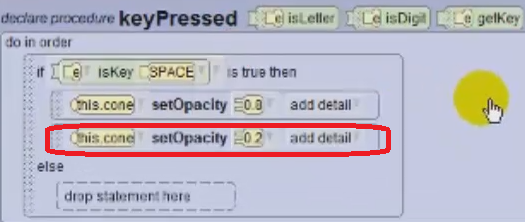 declare procedure keyPressed e isLetter e isDigit e getKey
do in order
if e isKey SPACE is true then
this.cone setOpacity 0.8 add detail
this.cone setOpacity 0.2 add detail
else
drop statement here